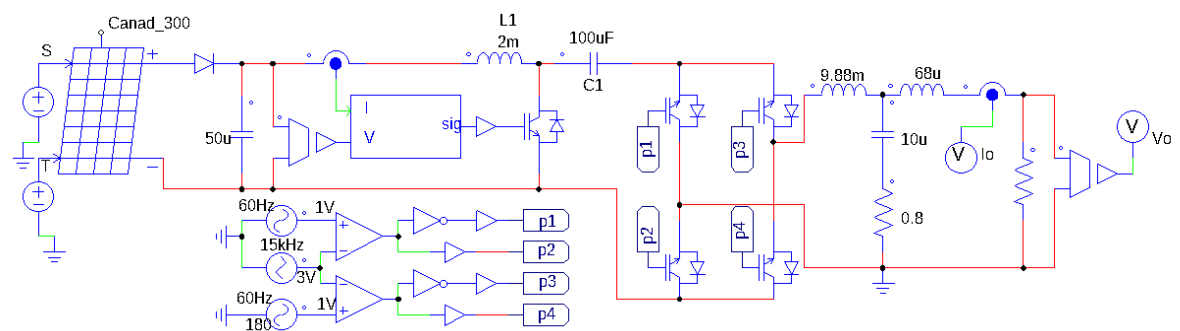 Canad_300
S
+
T
−
50u
I
V
sig
L1
2m
100uF
C1
p1
p3
p2
p4
9.88m
68u
10u
0.8
V
Io
V
Vo
60Hz
1V
15kHz
3V
60Hz
180
1V
+
−
−
+
p1
p2
p3
p4